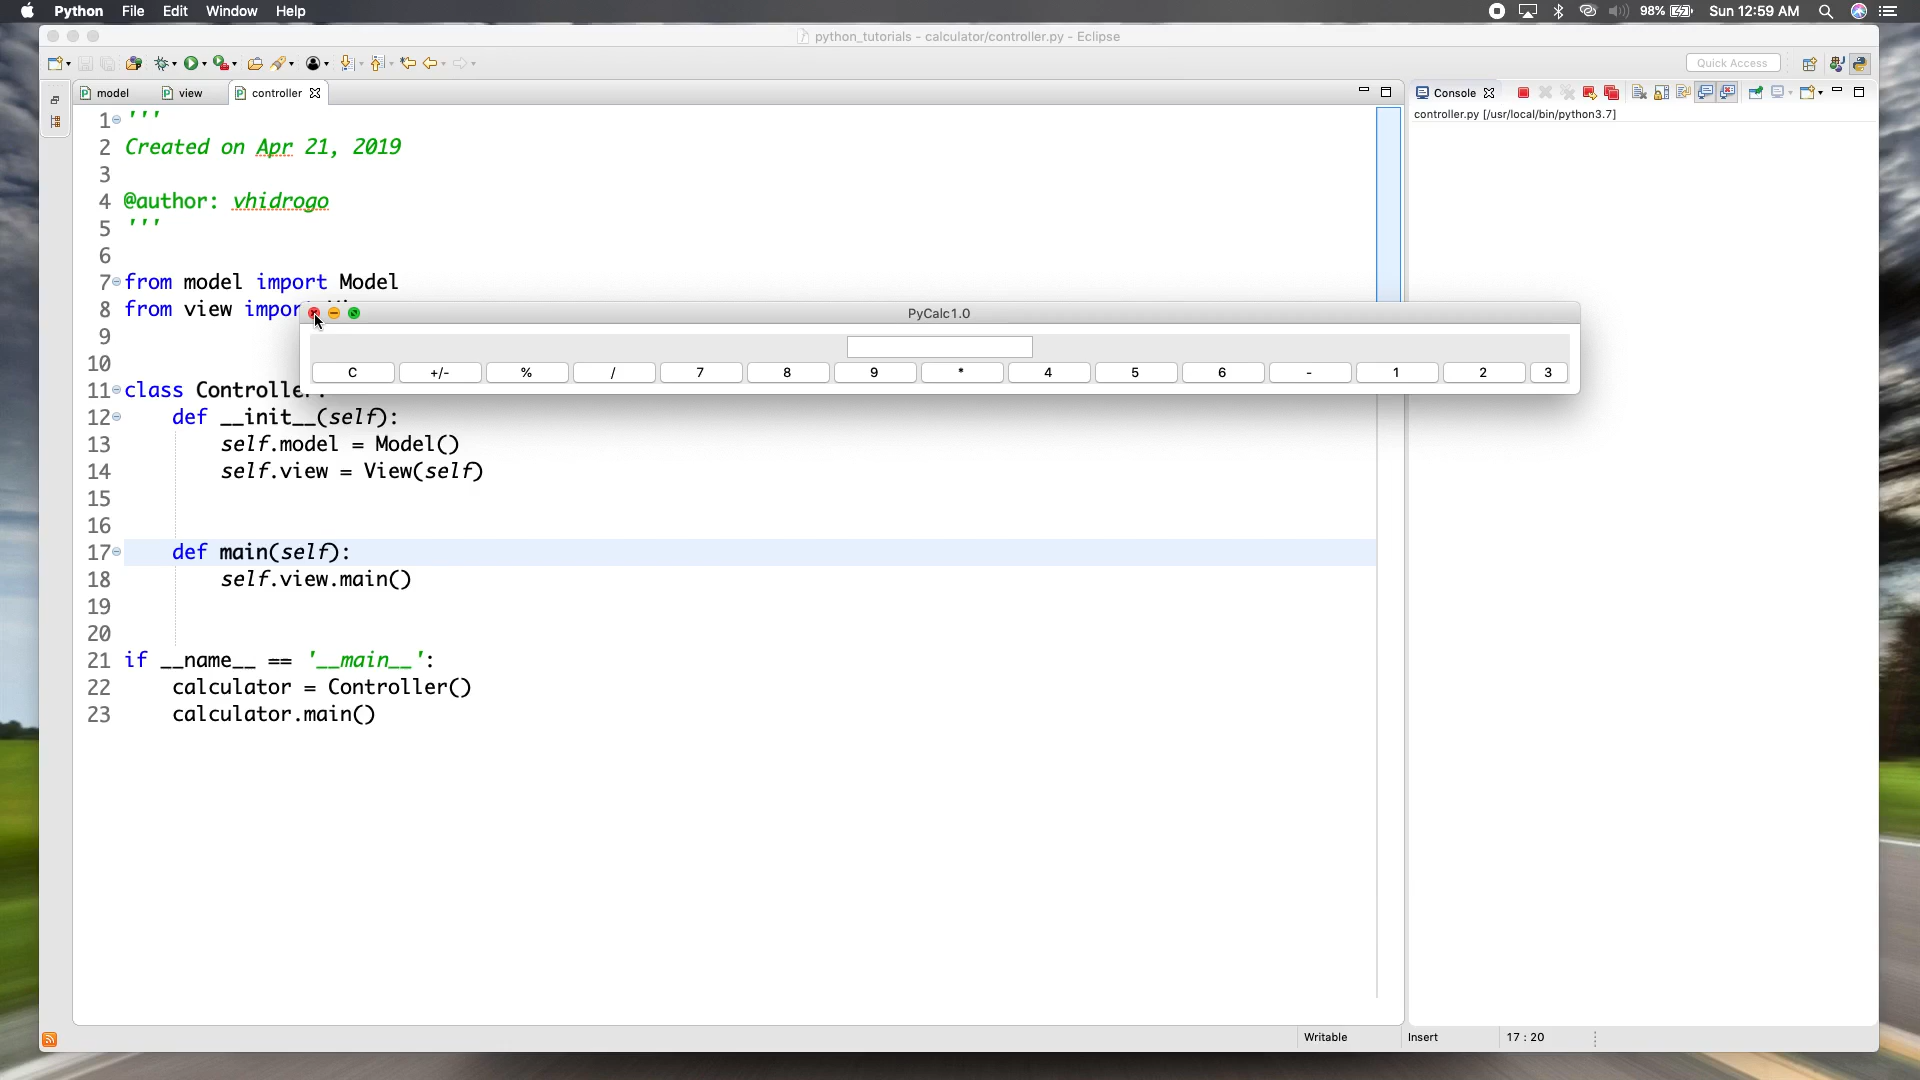 Python File Edit Window Help 98% Sun 12:59 AM
python_tutorials - calculator/controller.py - Eclipse
Quick Access
model view controller
Console
controller.py [/usr/local/bin/python3.7]
1 '''
2 Created on Apr 21, 2019
3
4 @author: vhidrogo
5 '''
6
7 from model import Model
8 from view impor
9
10
11 class Controller:
12 def __init__(self):
13 self.model = Model()
14 self.view = View(self)
15
16
17 def main(self):
18 self.view.main()
19
20
21 if __name__ == '__main__':
22 calculator = Controller()
23 calculator.main()
PyCalc1.0
C +/- % / 7 8 9 * 4 5 6 - 1 2 3
Writable Insert 17 : 20